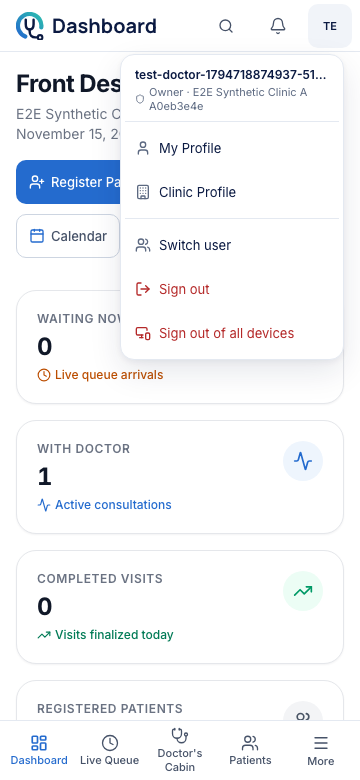 Dashboard
TE
test-doctor-1794718874937-51...
Owner · E2E Synthetic Clinic A
A0eb3e4e
My Profile
Clinic Profile
Switch user
Sign out
Sign out of all devices
Front Des
E2E Synthetic C
November 15, 2
Register Pa
Calendar
WAITING NOW
0
Live queue arrivals
WITH DOCTOR
1
Active consultations
COMPLETED VISITS
0
Visits finalized today
REGISTERED PATIENTS
Dashboard
Live Queue
Doctor's
Cabin
Patients
More